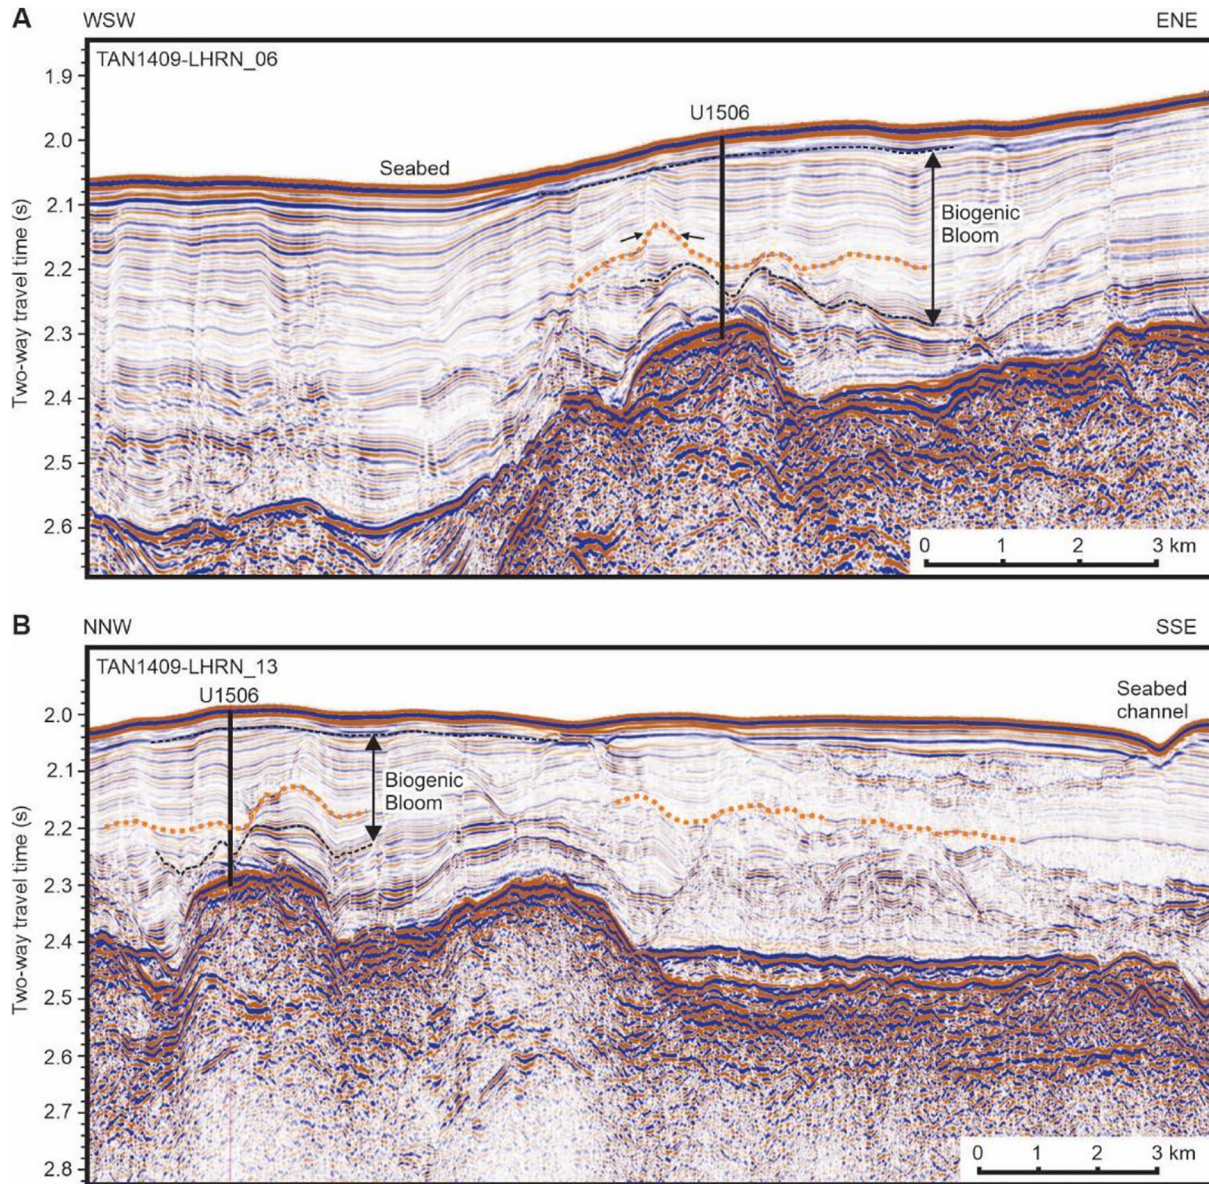 A
WSW
ENE
TAN1409-LHRN_06
1.9
U1506
2.0
Seabed
2.1
Biogenic
Bloom
2.2
2.3
2.4
2.5
2.6
Two-way travel time (s)
0 1 2 3 km
B
NNW
SSE
TAN1409-LHRN_13
U1506
Seabed
channel
2.0
2.1
Biogenic
Bloom
2.2
2.3
2.4
2.5
2.6
2.7
2.8
Two-way travel time (s)
0 1 2 3 km